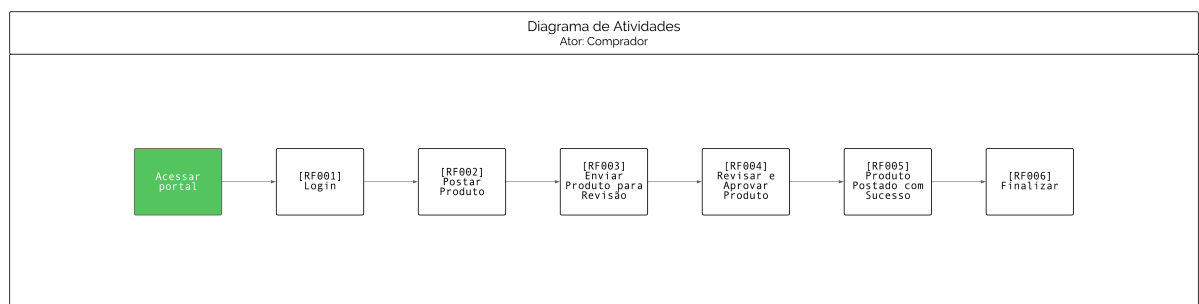 Diagrama de Atividades
Ator: Comprador
Acessar
portal
[RF001]
Login
[RF002]
Postar
Produto
[RF003]
Enviar
Produto para
Revisão
[RF004]
Revisar e
Aprovar
Produto
[RF005]
Produto
Postado com
Sucesso
[RF006]
Finalizar